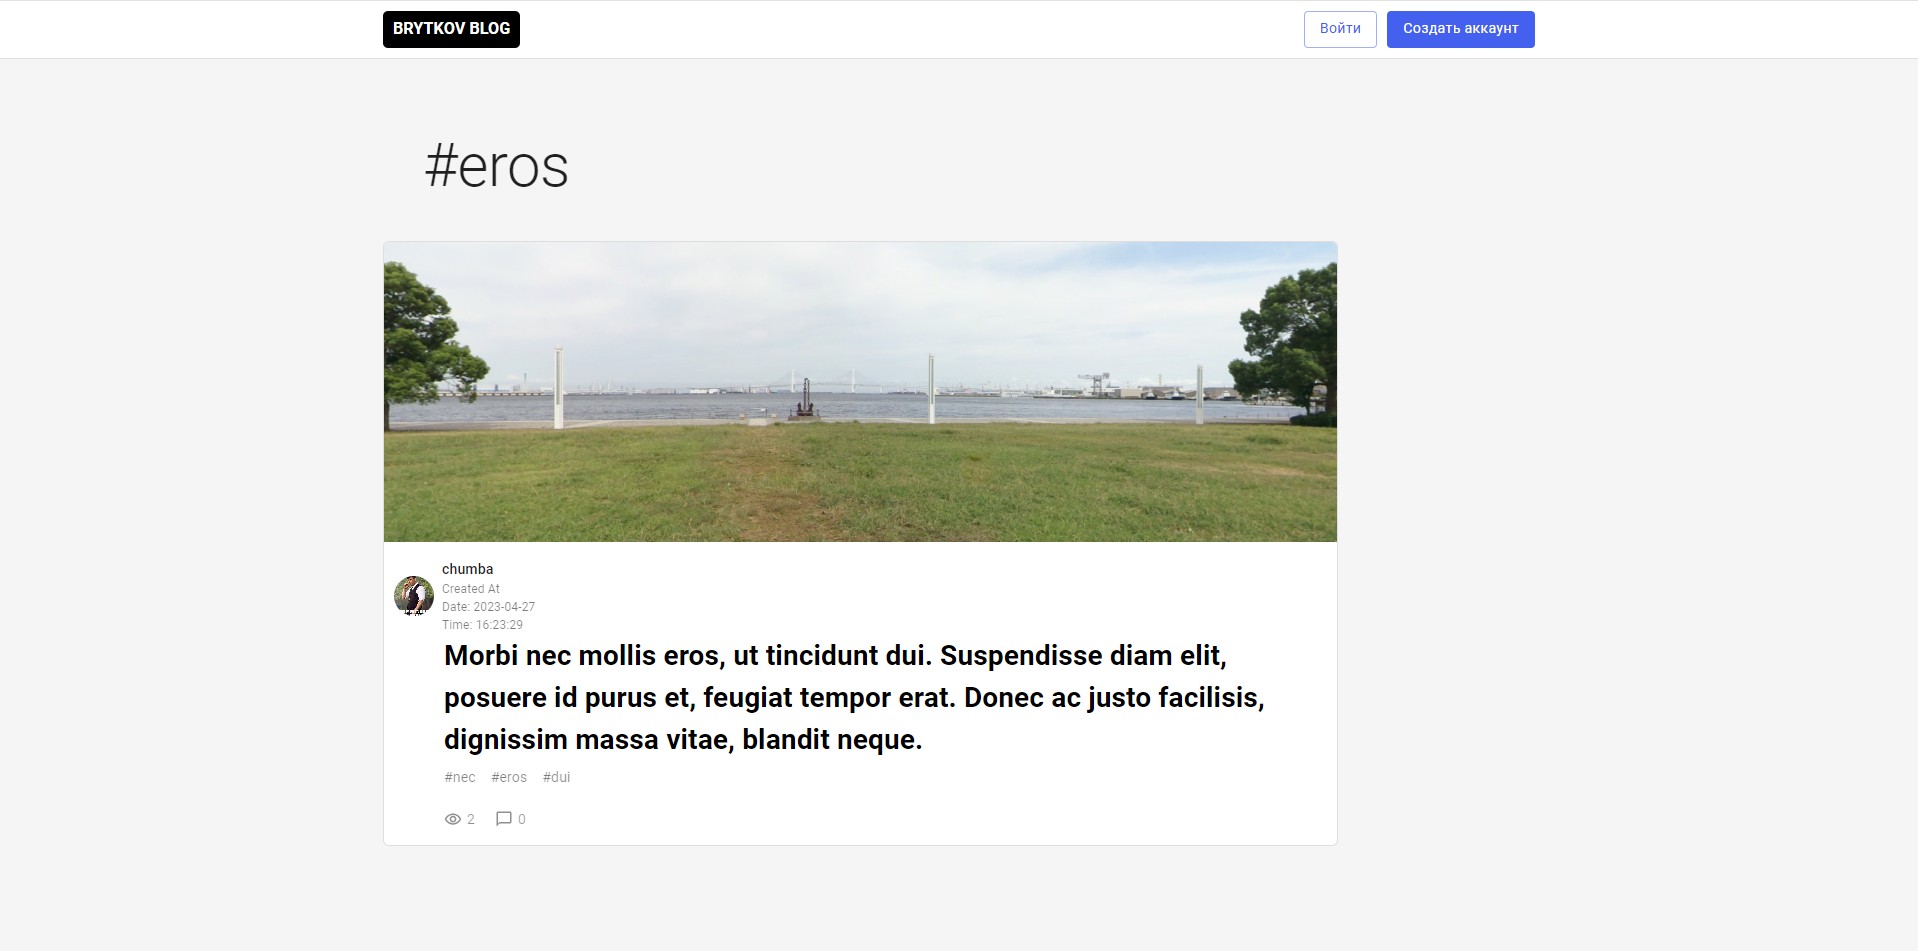 BRYTKOV BLOG
Войти
Создать аккаунт
#eros
chumba
Created At
Date: 2023-04-27
Time: 16:23:29
Morbi nec mollis eros, ut tincidunt dui. Suspendisse diam elit,
posuere id purus et, feugiat tempor erat. Donec ac justo facilisis,
dignissim massa vitae, blandit neque.
#nec #eros #dui
2 0